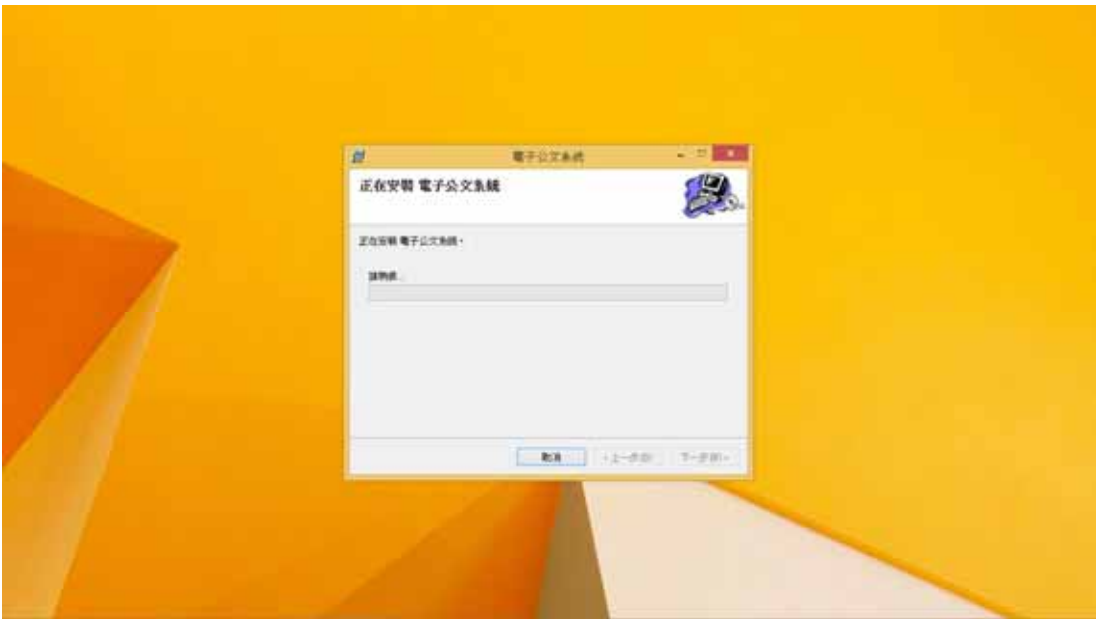 電子公文系統
正在安裝 電子公文系統
正在安裝 電子公文系統。
請稍候...
取消
< 上一步(B)
下一步(N) >